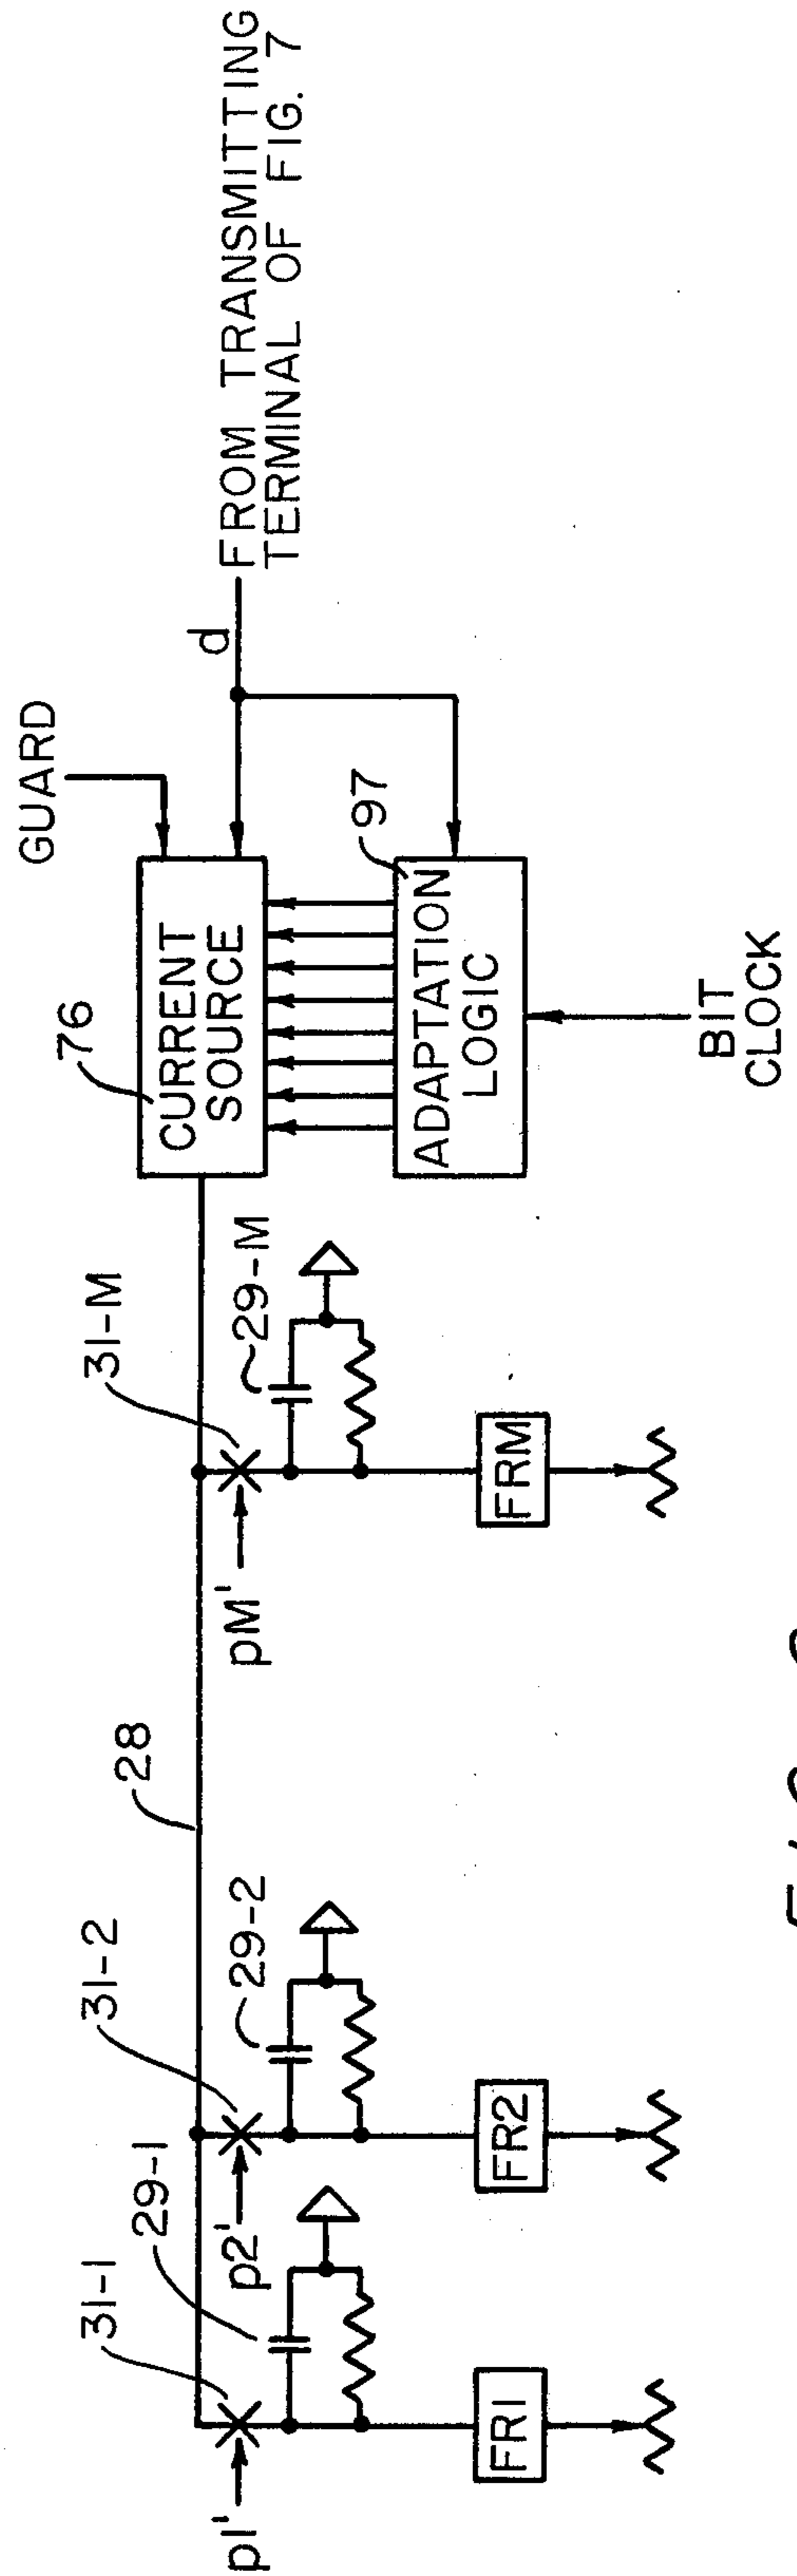 GUARD
76
CURRENT
SOURCE
d
FROM TRANSMITTING
TERMINAL OF FIG. 7
97
ADAPTATION
LOGIC
BIT
CLOCK
31-M
29-M
pM'
FRM
28
31-2
29-2
p2'
FR2
31-1
29-1
p1'
FR1